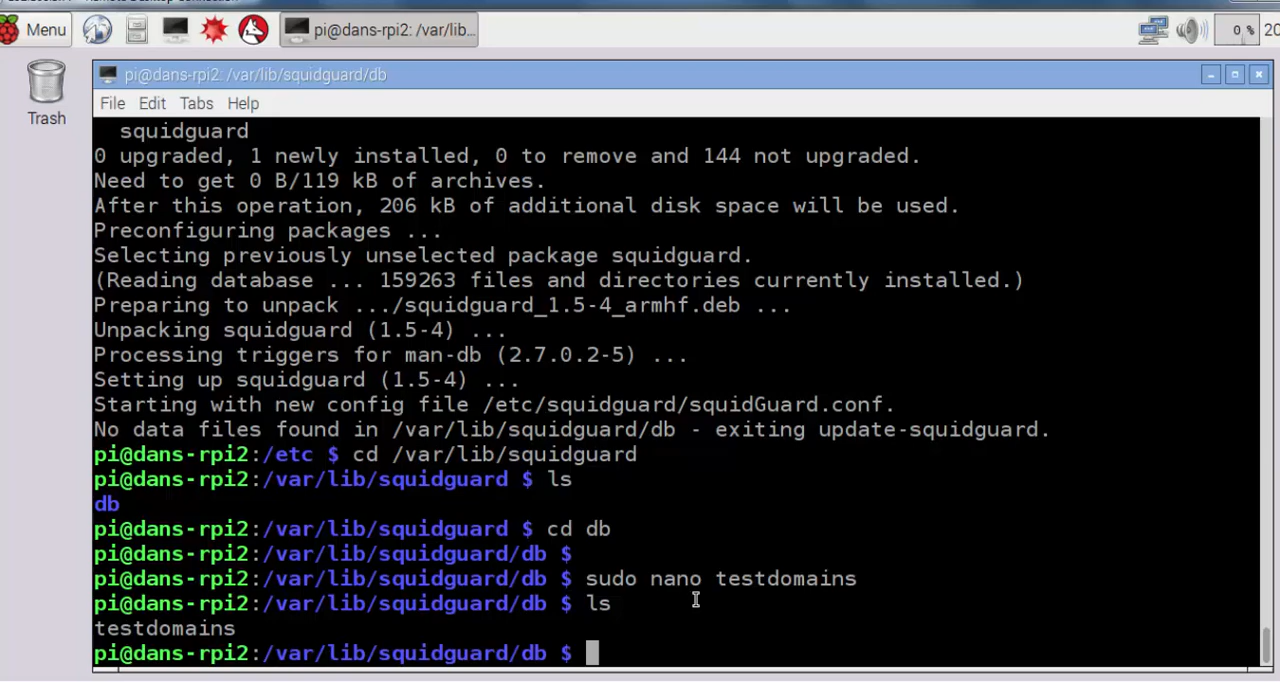 Menu
pi@dans-rpi2: /var/lib...
0 %
20
Trash
pi@dans-rpi2: /var/lib/squidguard/db
File Edit Tabs Help
squidguard
0 upgraded, 1 newly installed, 0 to remove and 144 not upgraded.
Need to get 0 B/119 kB of archives.
After this operation, 206 kB of additional disk space will be used.
Preconfiguring packages ...
Selecting previously unselected package squidguard.
(Reading database ... 159263 files and directories currently installed.)
Preparing to unpack .../squidguard_1.5-4_armhf.deb ...
Unpacking squidguard (1.5-4) ...
Processing triggers for man-db (2.7.0.2-5) ...
Setting up squidguard (1.5-4) ...
Starting with new config file /etc/squidguard/squidGuard.conf.
No data files found in /var/lib/squidguard/db - exiting update-squidguard.
pi@dans-rpi2:/etc $ cd /var/lib/squidguard
pi@dans-rpi2:/var/lib/squidguard $ ls
db
pi@dans-rpi2:/var/lib/squidguard $ cd db
pi@dans-rpi2:/var/lib/squidguard/db $
pi@dans-rpi2:/var/lib/squidguard/db $ sudo nano testdomains
pi@dans-rpi2:/var/lib/squidguard/db $ ls
testdomains
pi@dans-rpi2:/var/lib/squidguard/db $